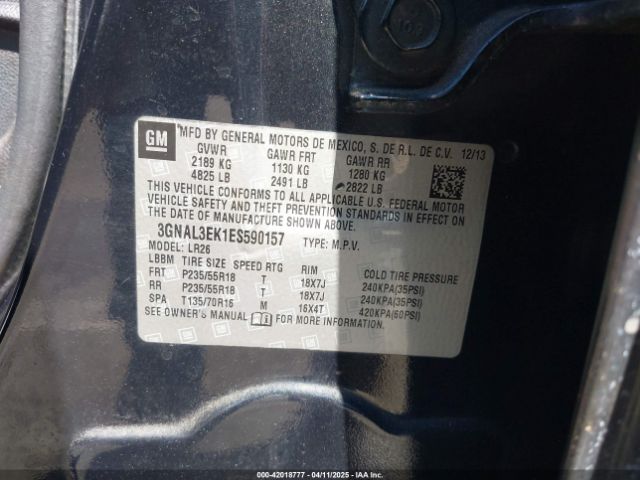 103
GM
MFD BY GENERAL MOTORS DE MEXICO, S. DE R.L. DE C.V. 12/13
GVWR GAWR FRT GAWR RR
2189 KG 1130 KG 1280 KG
4825 LB 2491 LB 2822 LB
THIS VEHICLE CONFORMS TO ALL APPLICABLE U.S. FEDERAL MOTOR
VEHICLE SAFETY AND THEFT PREVENTION STANDARDS IN EFFECT ON
THE DATE OF MANUFACTURE SHOWN ABOVE.
3GNAL3EK1ES590157 TYPE: M.P.V.
MODEL: LR26
LBBM TIRE SIZE SPEED RTG RIM COLD TIRE PRESSURE
FRT P235/55R18 T 18X7J 240KPA(35PSI)
RR P235/55R18 T 18X7J 240KPA(35PSI)
SPA T135/70R16 M 16X4T 420KPA(60PSI)
SEE OWNER'S MANUAL FOR MORE INFORMATION.
000-42018777 - 04/11/2025 - IAAI.COM